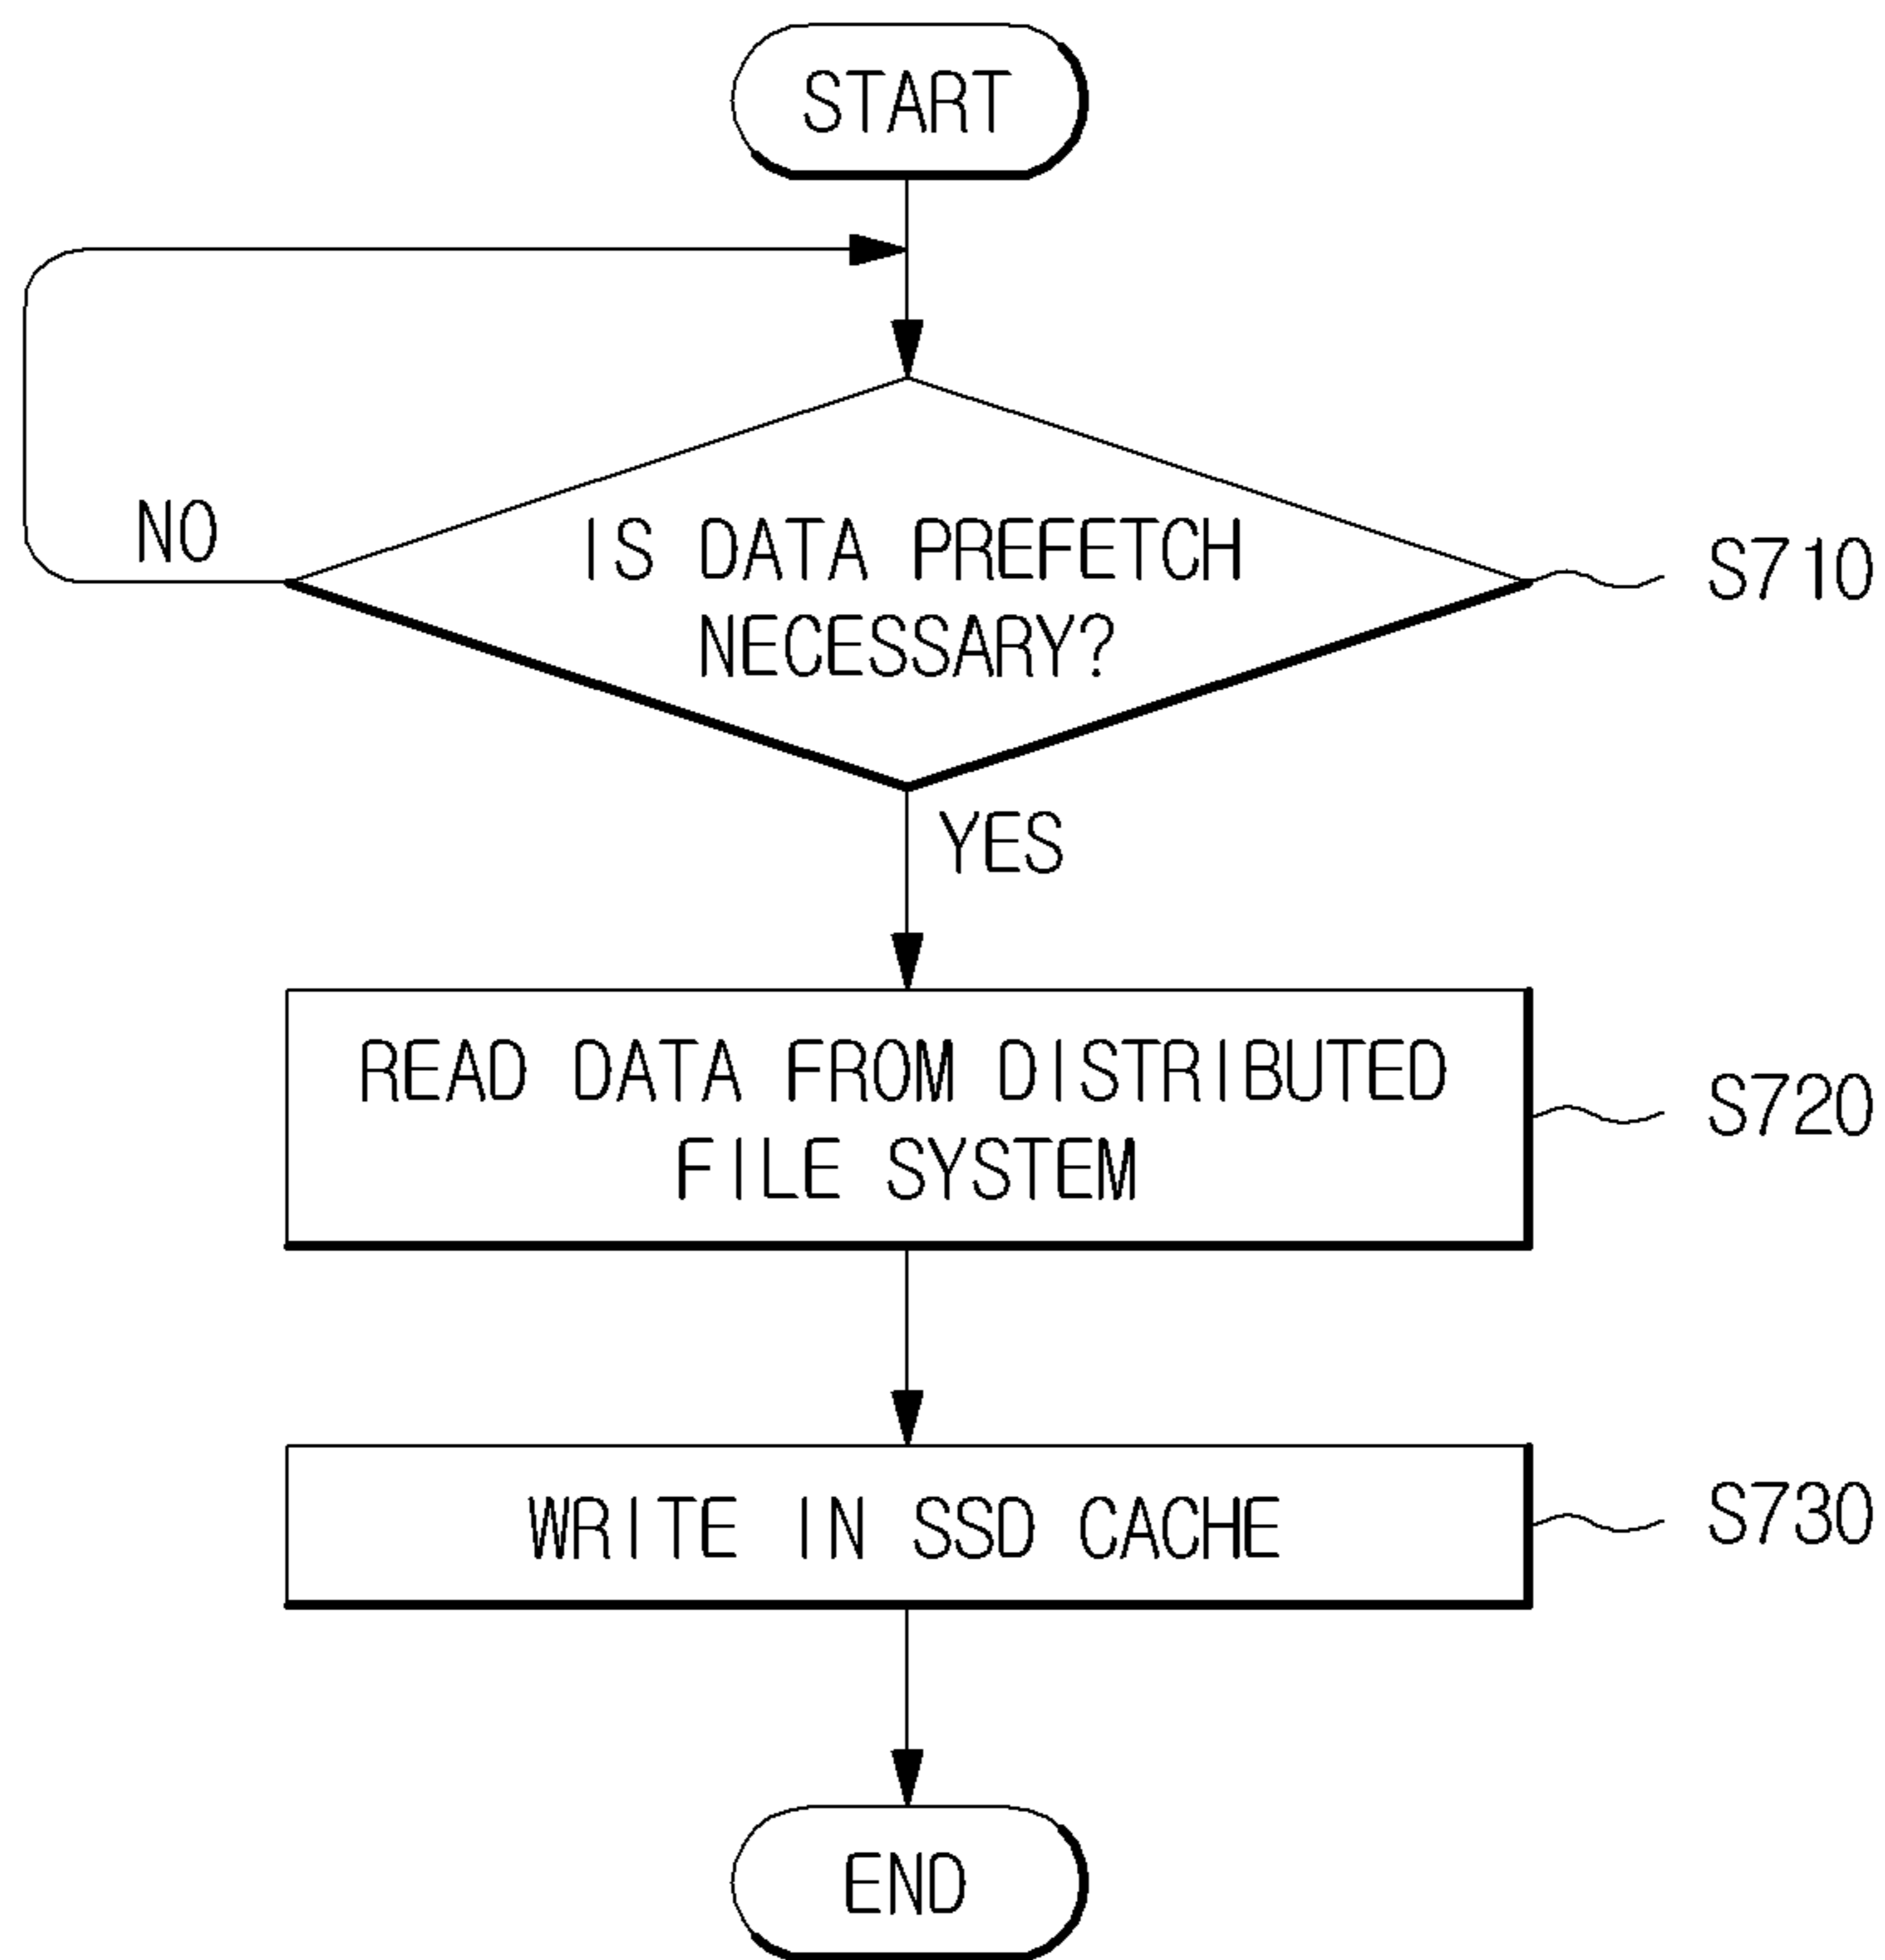 START
NO
IS DATA PREFETCH
NECESSARY?
S710
YES
READ DATA FROM DISTRIBUTED
FILE SYSTEM
S720
WRITE IN SSD CACHE
S730
END